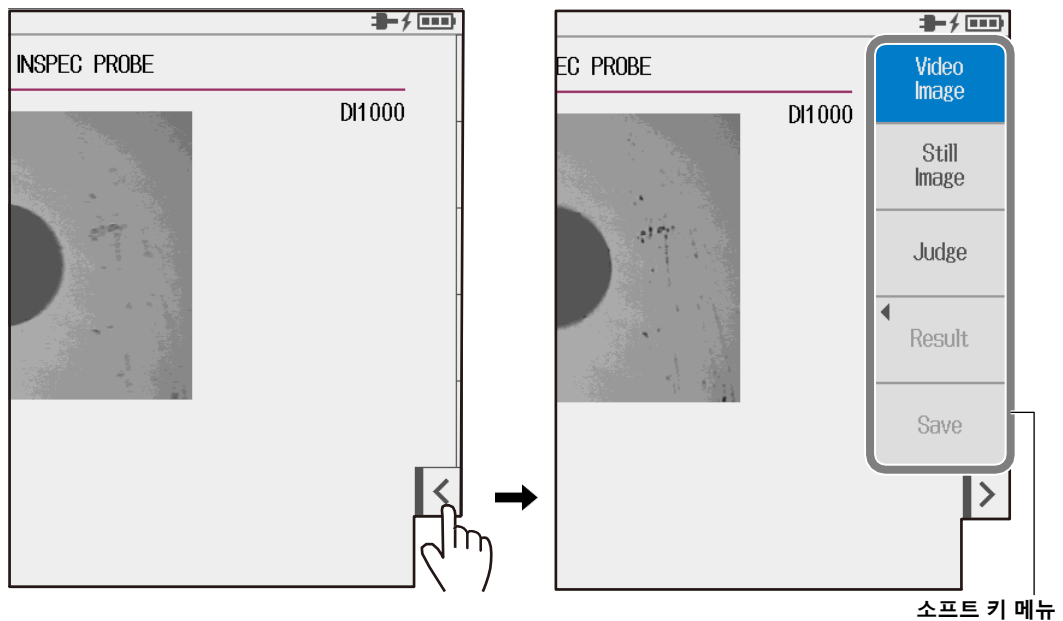 INSPEC PROBE
DI1000
EC PROBE
DI1000
Video
Image
Still
Image
Judge
Result
Save
소프트 키 메뉴